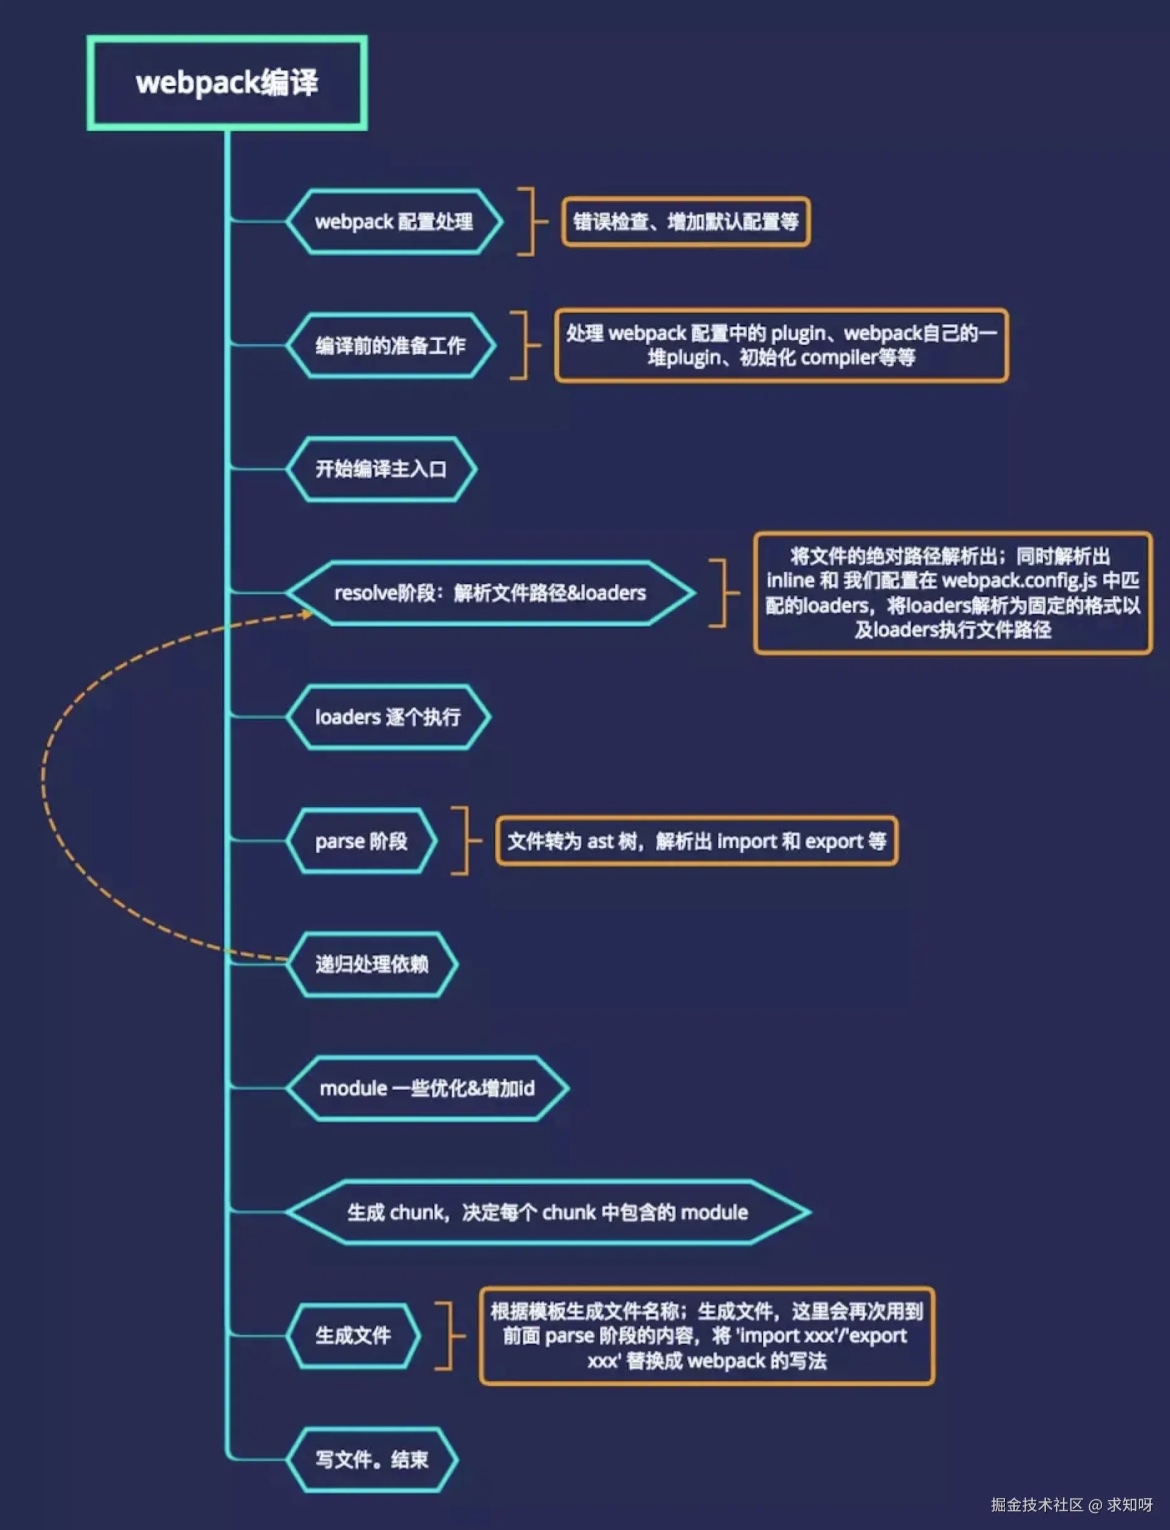 webpack编译
webpack 配置处理
错误检查、增加默认配置等
编译前的准备工作
处理 webpack 配置中的 plugin、webpack自己的一
堆plugin、初始化 compiler等等
开始编译主入口
resolve阶段：解析文件路径&loaders
将文件的绝对路径解析出；同时解析出
inline 和 我们配置在 webpack.config.js 中匹
配的loaders，将loaders解析为固定的格式以
及loaders执行文件路径
loaders 逐个执行
parse 阶段
文件转为 ast 树，解析出 import 和 export 等
递归处理依赖
module 一些优化&增加id
生成 chunk，决定每个 chunk 中包含的 module
生成文件
根据模板生成文件名称；生成文件，这里会再次用到
前面 parse 阶段的内容，将 'import xxx'/'export
xxx' 替换成 webpack 的写法
写文件。结束
掘金技术社区 @ 求知呀